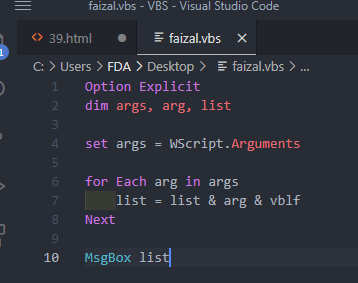 faizal.vbs - VBS - Visual Studio Code
39.html
faizal.vbs
C: > Users > FDA > Desktop > faizal.vbs > ...
1 Option Explicit
2 dim args, arg, list
3
4 set args = WScript.Arguments
5
6 for Each arg in args
7 list = list & arg & vblf
8 Next
9
10 MsgBox list